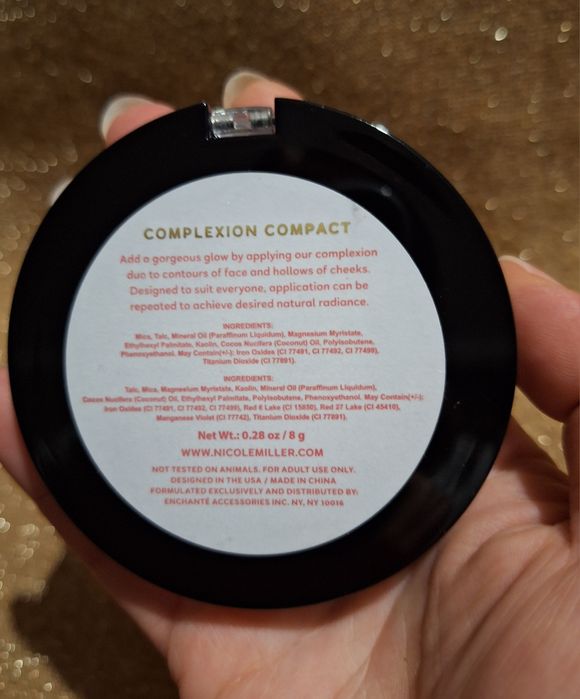 COMPLEXION COMPACT
Add a gorgeous glow by applying our complexion
duo to contours of face and hollows of cheeks.
Designed to suit everyone, application can be
repeated to achieve desired natural radiance.
INGREDIENTS:
Mica, Talc, Mineral Oil (Paraffinum Liquidum), Magnesium Myristate,
Ethylhexyl Palmitate, Kaolin, Cocos Nucifera (Coconut) Oil, Polyisobutene,
Phenoxyethanol. May Contain(+/-): Iron Oxides (CI 77491, CI 77492, CI 77499),
Titanium Dioxide (CI 77891).
INGREDIENTS:
Talc, Mica, Magnesium Myristate, Kaolin, Mineral Oil (Paraffinum Liquidum),
Cocos Nucifera (Coconut) Oil, Ethylhexyl Palmitate, Polyisobutene, Phenoxyethanol. May Contain(+/-):
Iron Oxides (CI 77491, CI 77492, CI 77499), Red 6 Lake (CI 15850), Red 27 Lake (CI 45410),
Manganese Violet (CI 77742), Titanium Dioxide (CI 77891).
Net Wt.: 0.28 oz / 8 g
WWW.NICOLEMILLER.COM
NOT TESTED ON ANIMALS. FOR ADULT USE ONLY.
DESIGNED IN THE USA / MADE IN CHINA
FORMULATED EXCLUSIVELY AND DISTRIBUTED BY:
ENCHANTÉ ACCESSORIES INC. NY, NY 10016